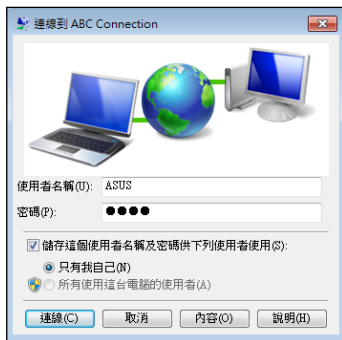 連線到 ABC Connection
使用者名稱(U): ASUS
密碼(P): ●●●●
儲存這個使用者名稱及密碼供下列使用者使用(S):
只有我自己(N)
所有使用這台電腦的使用者(A)
連線(C) 取消 內容(O) 說明(H)